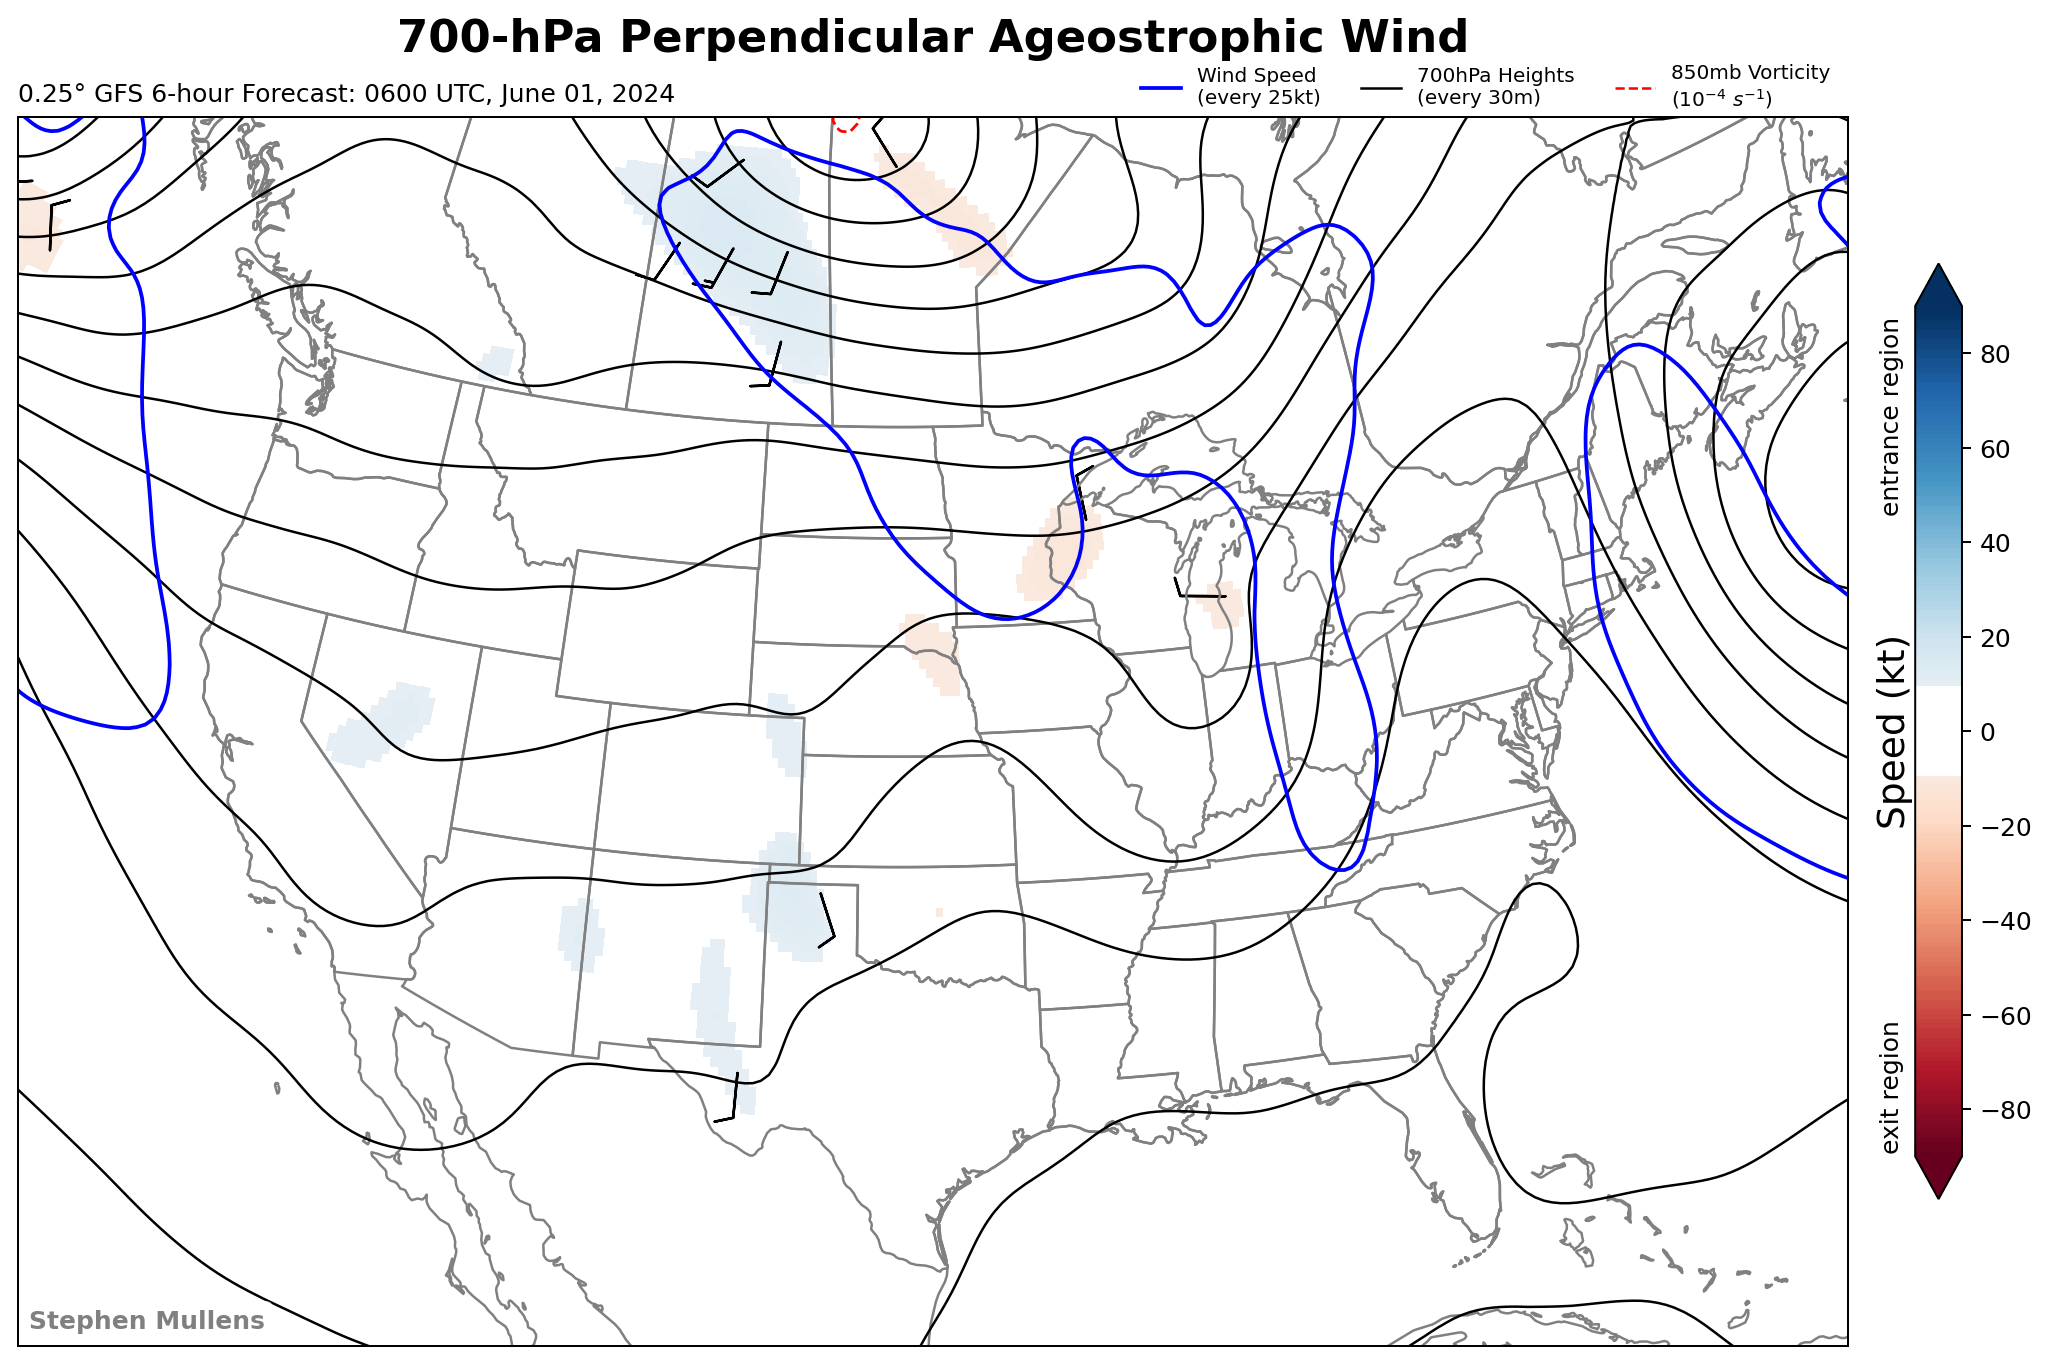 700-hPa Perpendicular Ageostrophic Wind
0.25° GFS 6-hour Forecast: 0600 UTC, June 01, 2024
Wind Speed
(every 25kt)
700hPa Heights
(every 30m)
850mb Vorticity
(10⁻⁴ s⁻¹)
entrance region
Speed (kt)
exit region
80
60
40
20
0
−20
−40
−60
−80
Stephen Mullens